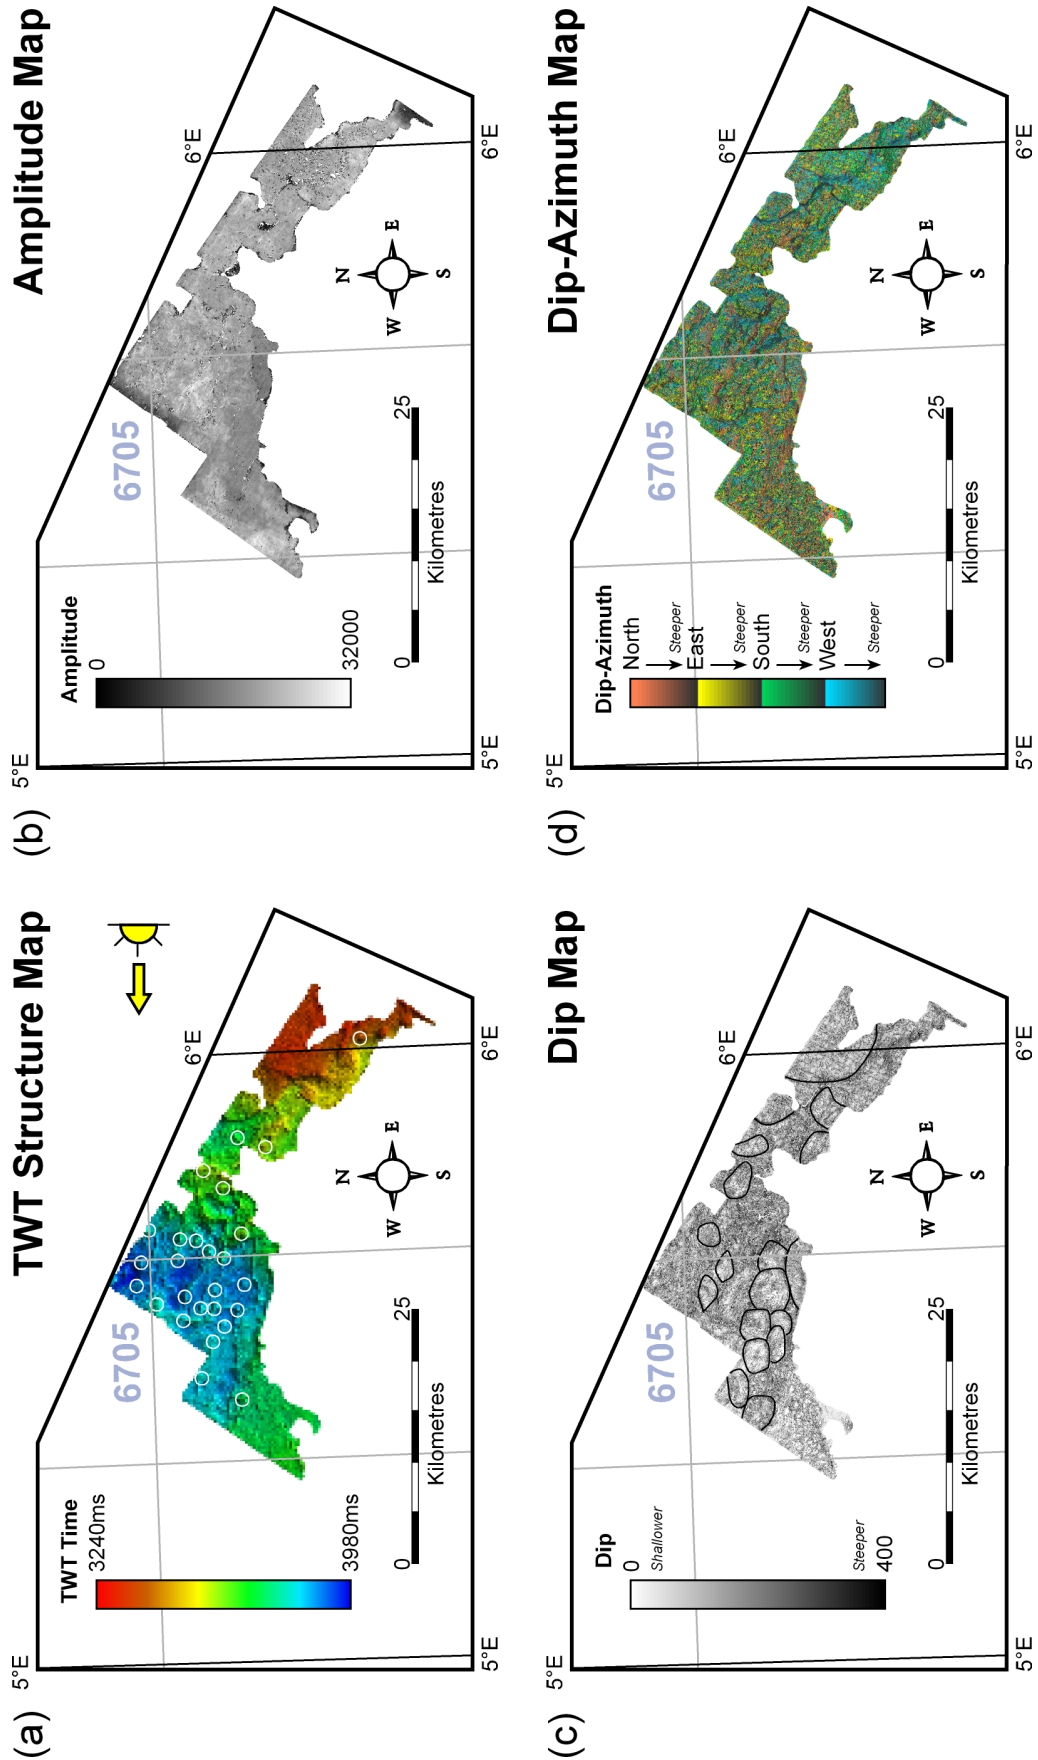 (a)
TWT Structure Map
5°E
6°E
TWT Time
3240ms
3980ms
6705
N
W
E
S
0
25
Kilometres
5°E
6°E
(b)
Amplitude Map
5°E
6°E
Amplitude
0
32000
6705
N
W
E
S
0
25
Kilometres
5°E
6°E
(c)
Dip Map
5°E
6°E
Dip
0
Shallower
Steeper
400
6705
N
W
E
S
0
25
Kilometres
5°E
6°E
(d)
Dip-Azimuth Map
5°E
6°E
Dip-Azimuth
North
Steeper
East
Steeper
South
Steeper
West
Steeper
6705
N
W
E
S
0
25
Kilometres
5°E
6°E